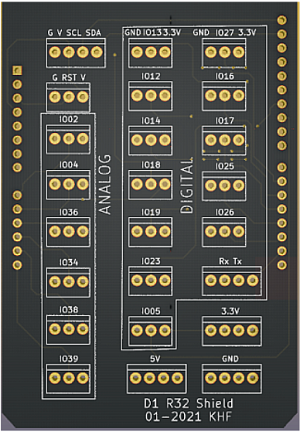 G V SCL SDA
GND IO13 3.3V
GND IO27 3.3V
G RST V
IO12
IO16
IO02
IO14
IO17
IO04
IO18
IO25
IO36
IO19
IO26
ANALOG
DIGITAL
IO34
IO23
Rx Tx
IO38
IO05
3.3V
IO39
5V
GND
D1 R32 Shield
01-2021 KHF